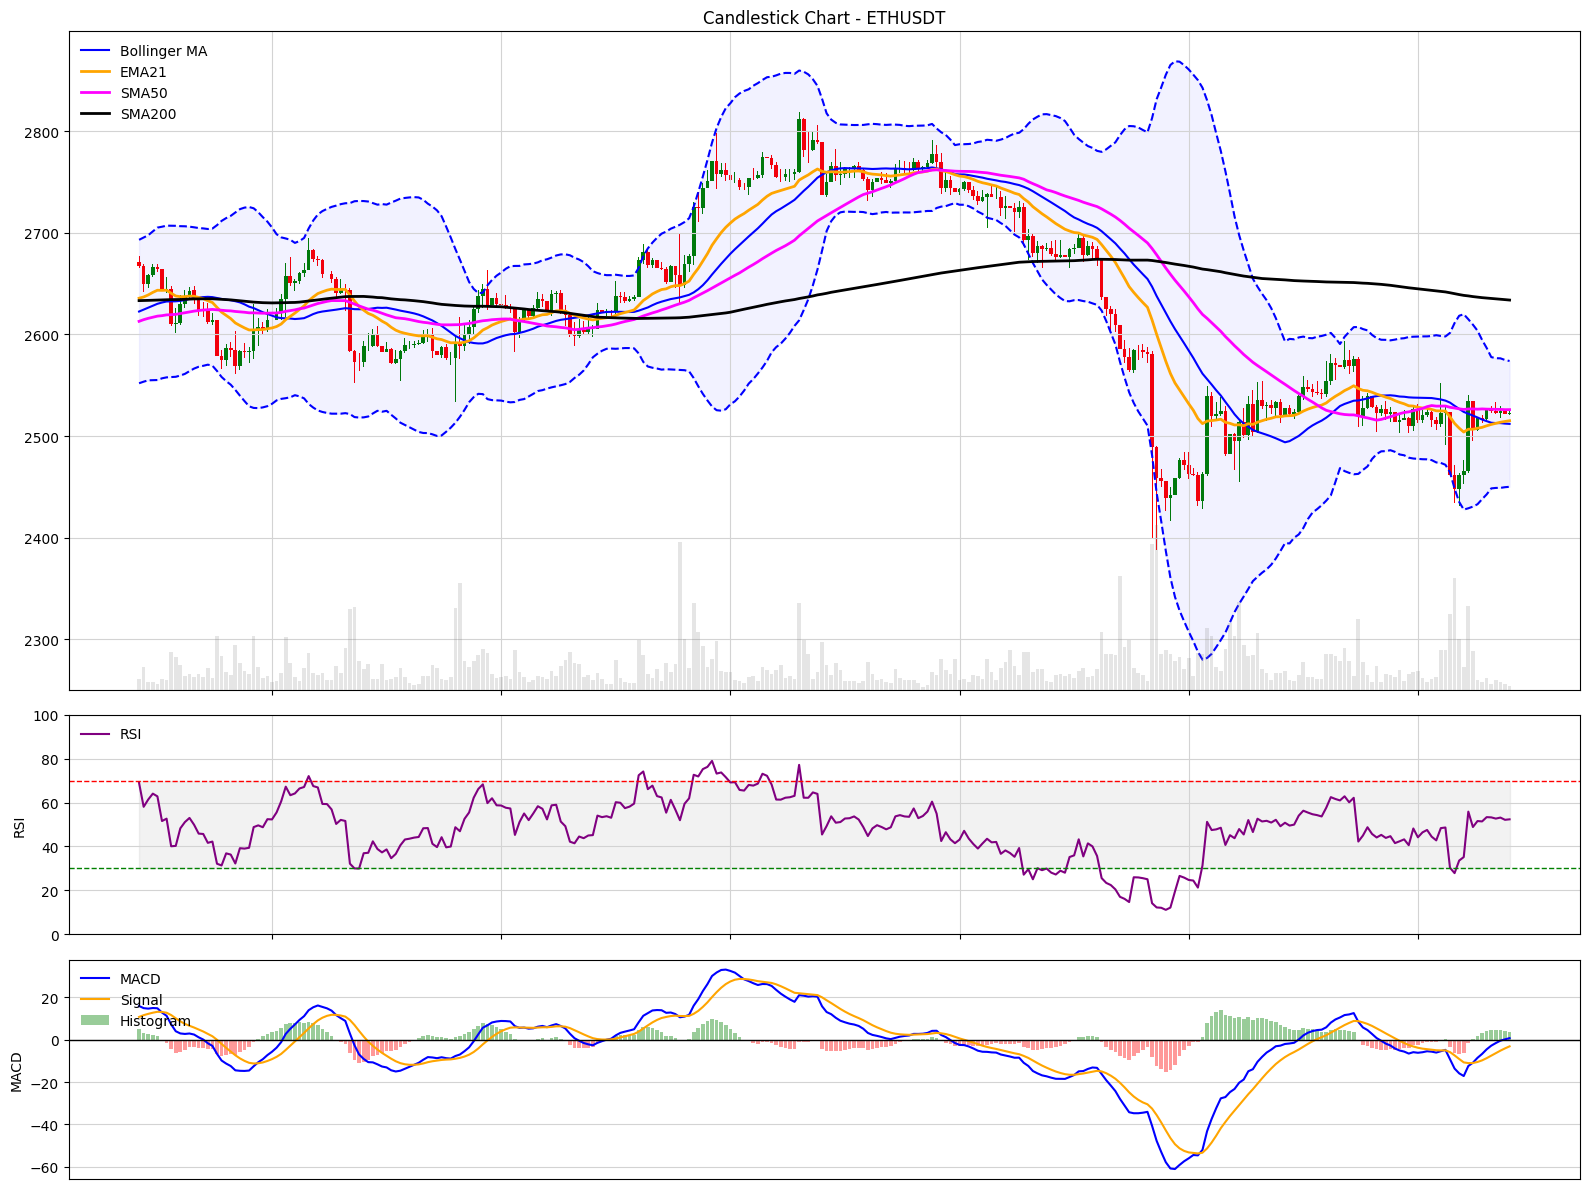 Candlestick Chart - ETHUSDT
Bollinger MA
EMA21
SMA50
SMA200
2800
2700
2600
2500
2400
2300
RSI
100
80
60
40
20
0
RSI
MACD
Signal
Histogram
20
0
−20
−40
−60
MACD